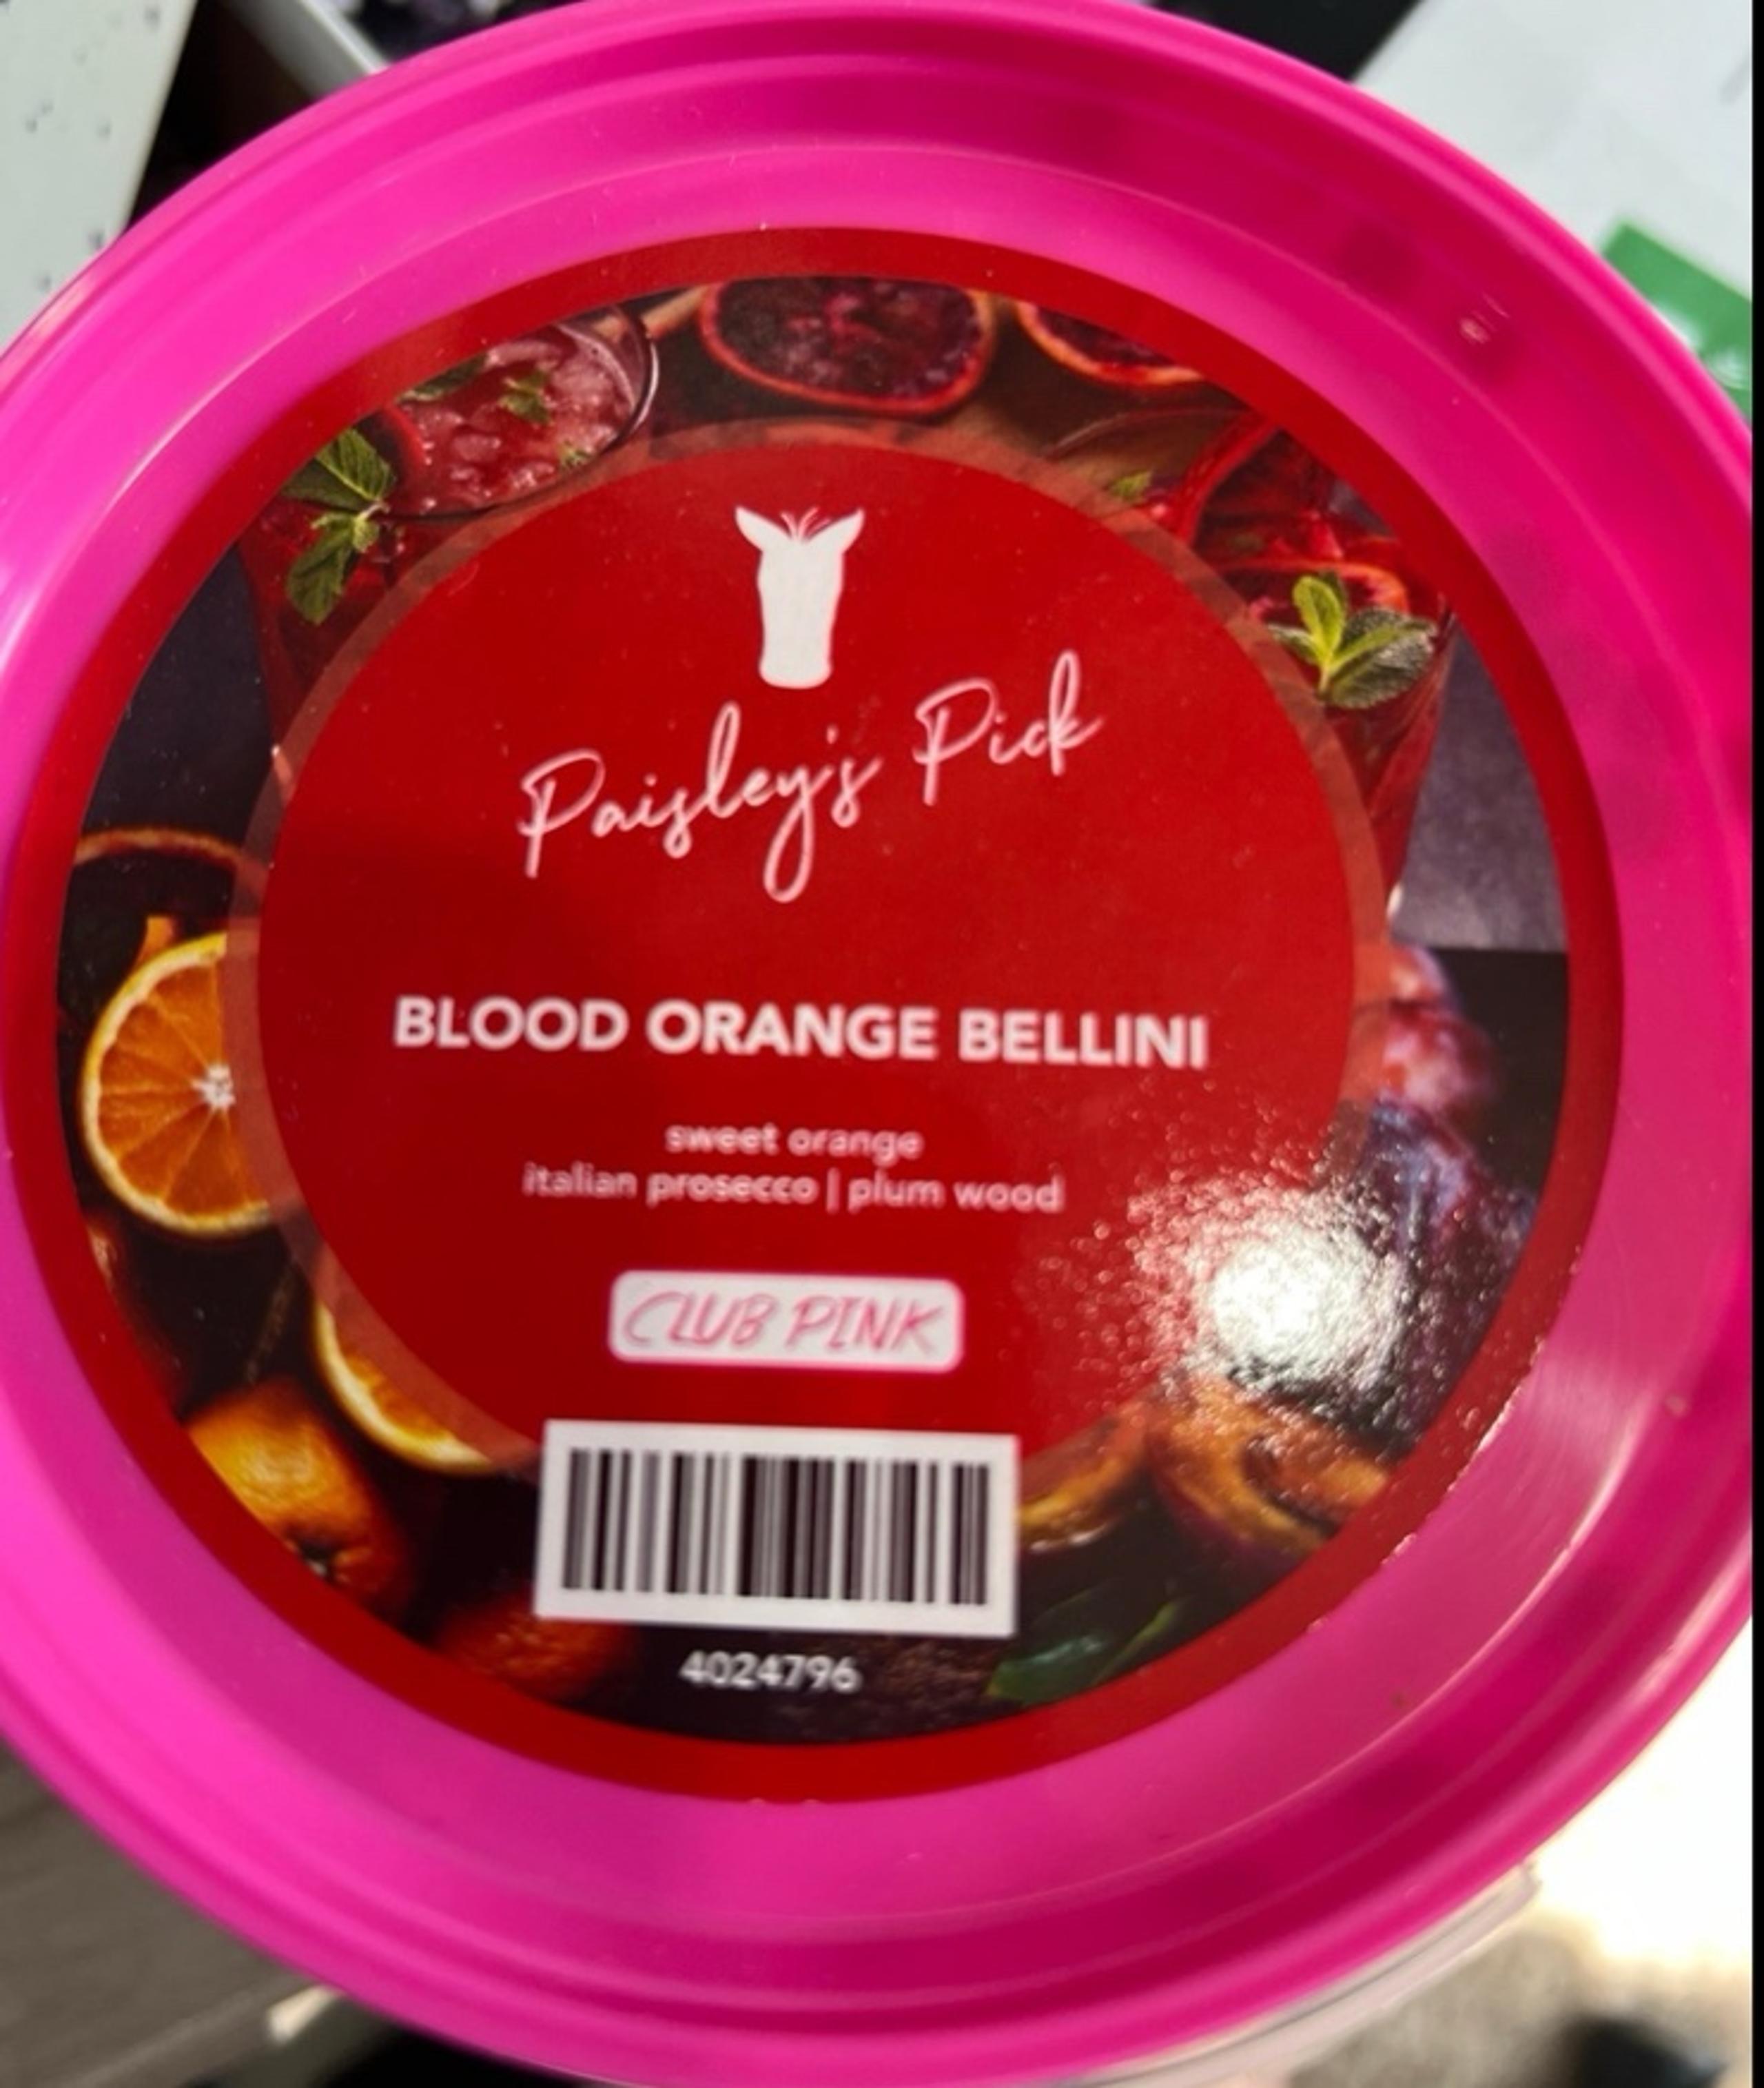 Paisley's Pick
BLOOD ORANGE BELLINI
sweet orange
italian prosecco | plum wood
CLUB PINK
4024796